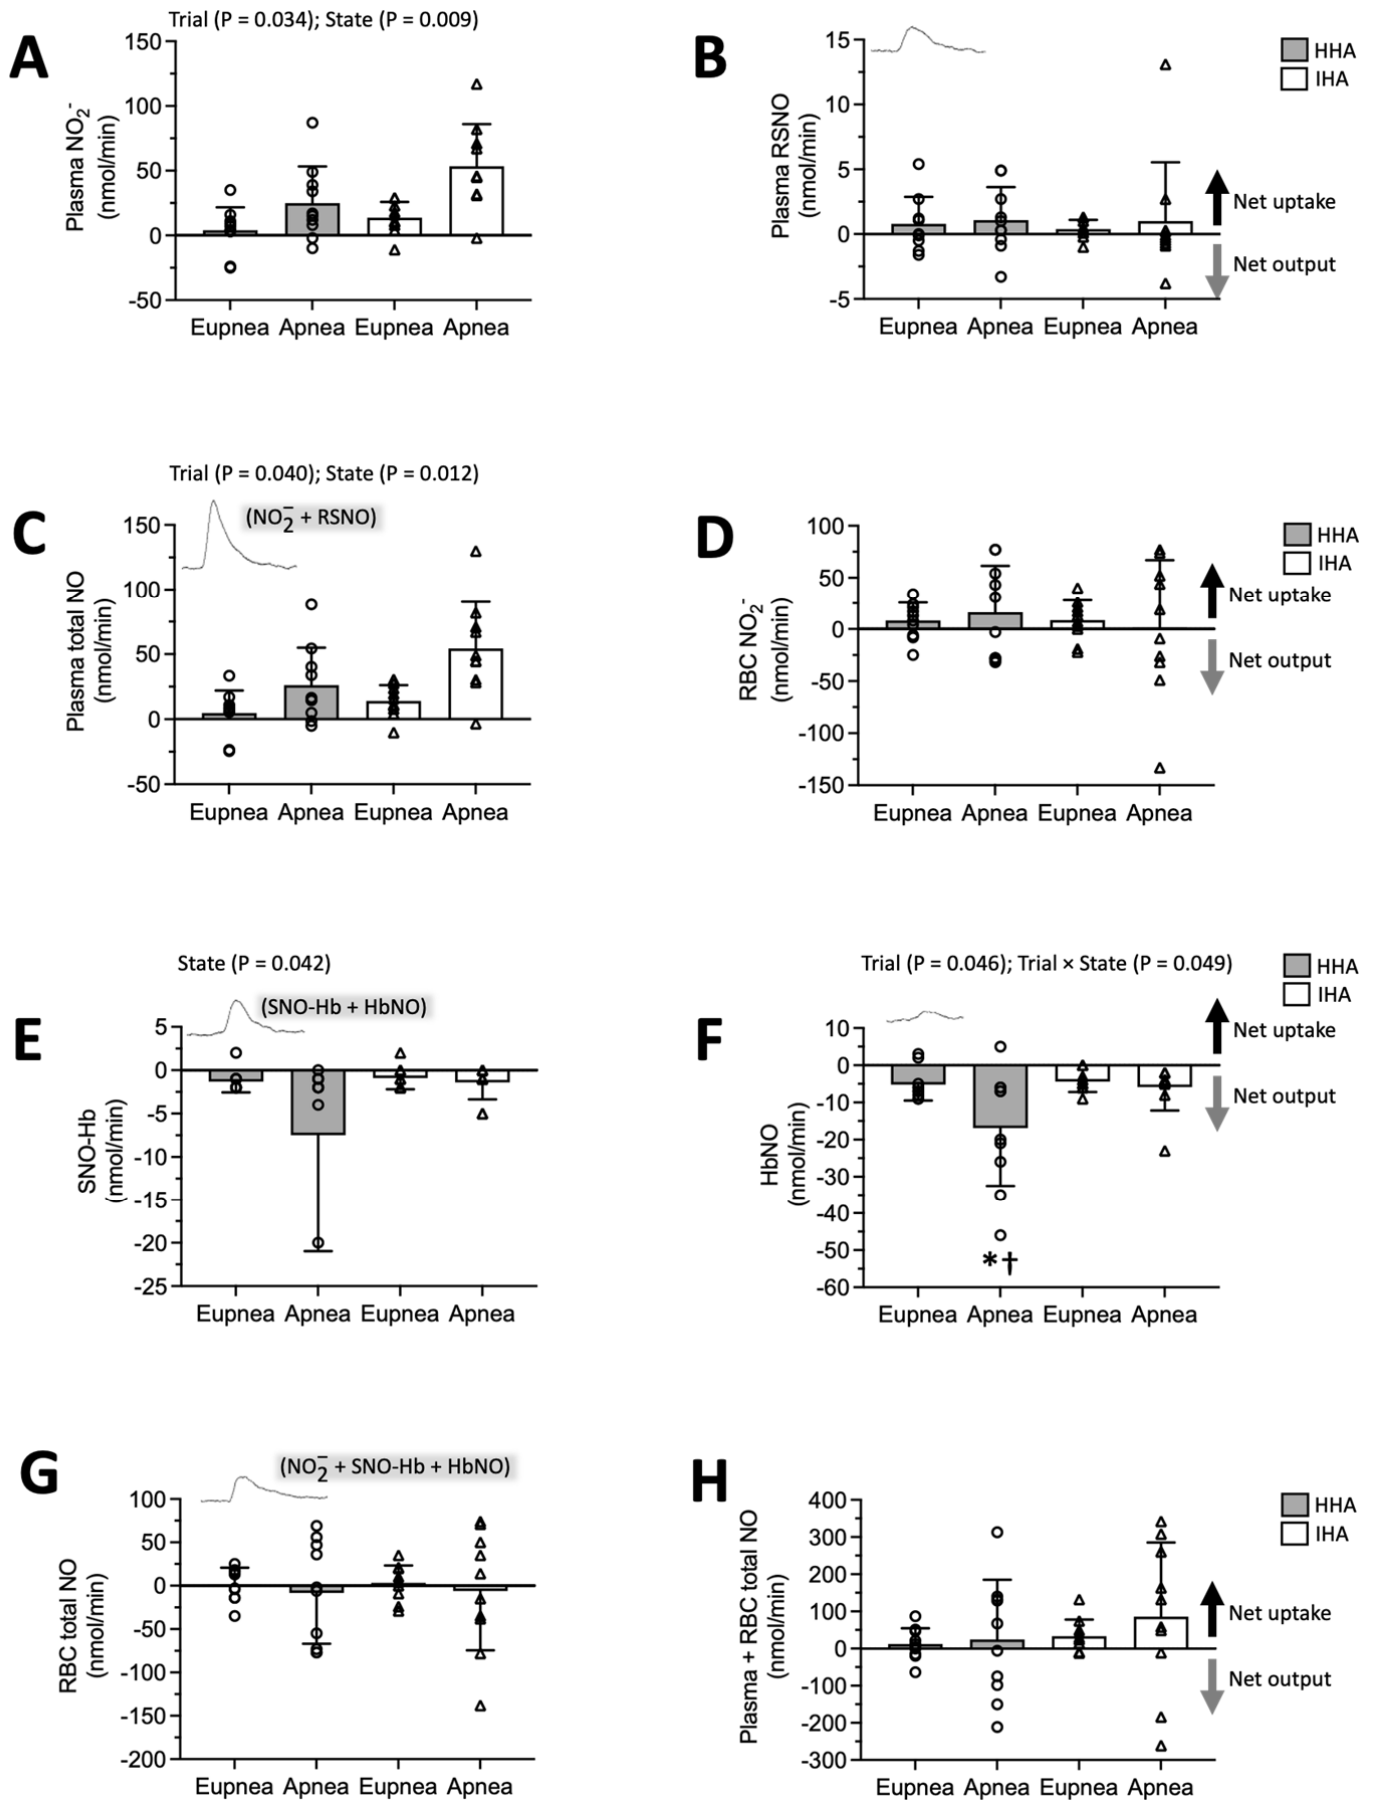 Trial (P = 0.034); State (P = 0.009)
A
150
100
50
0
-50
Plasma NO2-
(nmol/min)
Eupnea Apnea Eupnea Apnea
B
15
10
5
0
-5
Plasma RSNO
(nmol/min)
Eupnea Apnea Eupnea Apnea
HHA
IHA
Net uptake
Net output
Trial (P = 0.040); State (P = 0.012)
C
(NO2− + RSNO)
150
100
50
0
-50
Plasma total NO
(nmol/min)
Eupnea Apnea Eupnea Apnea
D
100
50
0
-50
-100
-150
RBC NO2-
(nmol/min)
Eupnea Apnea Eupnea Apnea
HHA
IHA
Net uptake
Net output
State (P = 0.042)
E
(SNO-Hb + HbNO)
5
0
-5
-10
-15
-20
-25
SNO-Hb
(nmol/min)
Eupnea Apnea Eupnea Apnea
Trial (P = 0.046); Trial × State (P = 0.049)
F
10
0
-10
-20
-30
-40
-50
-60
HbNO
(nmol/min)
*†
Eupnea Apnea Eupnea Apnea
HHA
IHA
Net uptake
Net output
G
(NO2− + SNO-Hb + HbNO)
100
50
0
-50
-100
-150
-200
RBC total NO
(nmol/min)
Eupnea Apnea Eupnea Apnea
H
400
300
200
100
0
-100
-200
-300
Plasma + RBC total NO
(nmol/min)
Eupnea Apnea Eupnea Apnea
HHA
IHA
Net uptake
Net output